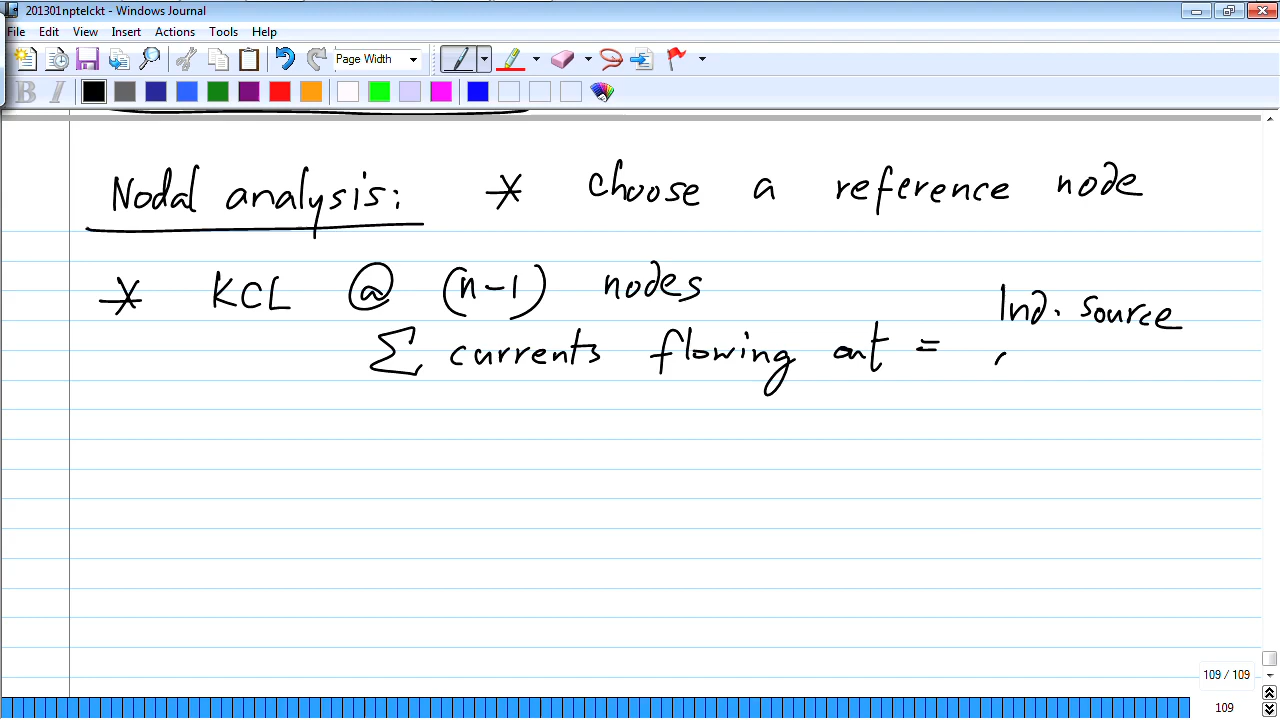 201301nptelckt - Windows Journal
File Edit View Insert Actions Tools Help
Page Width
B I
Nodal analysis: * choose a reference node
* KCL @ (n-1) nodes
Ind. source
Σ currents flowing out =
109 / 109
109